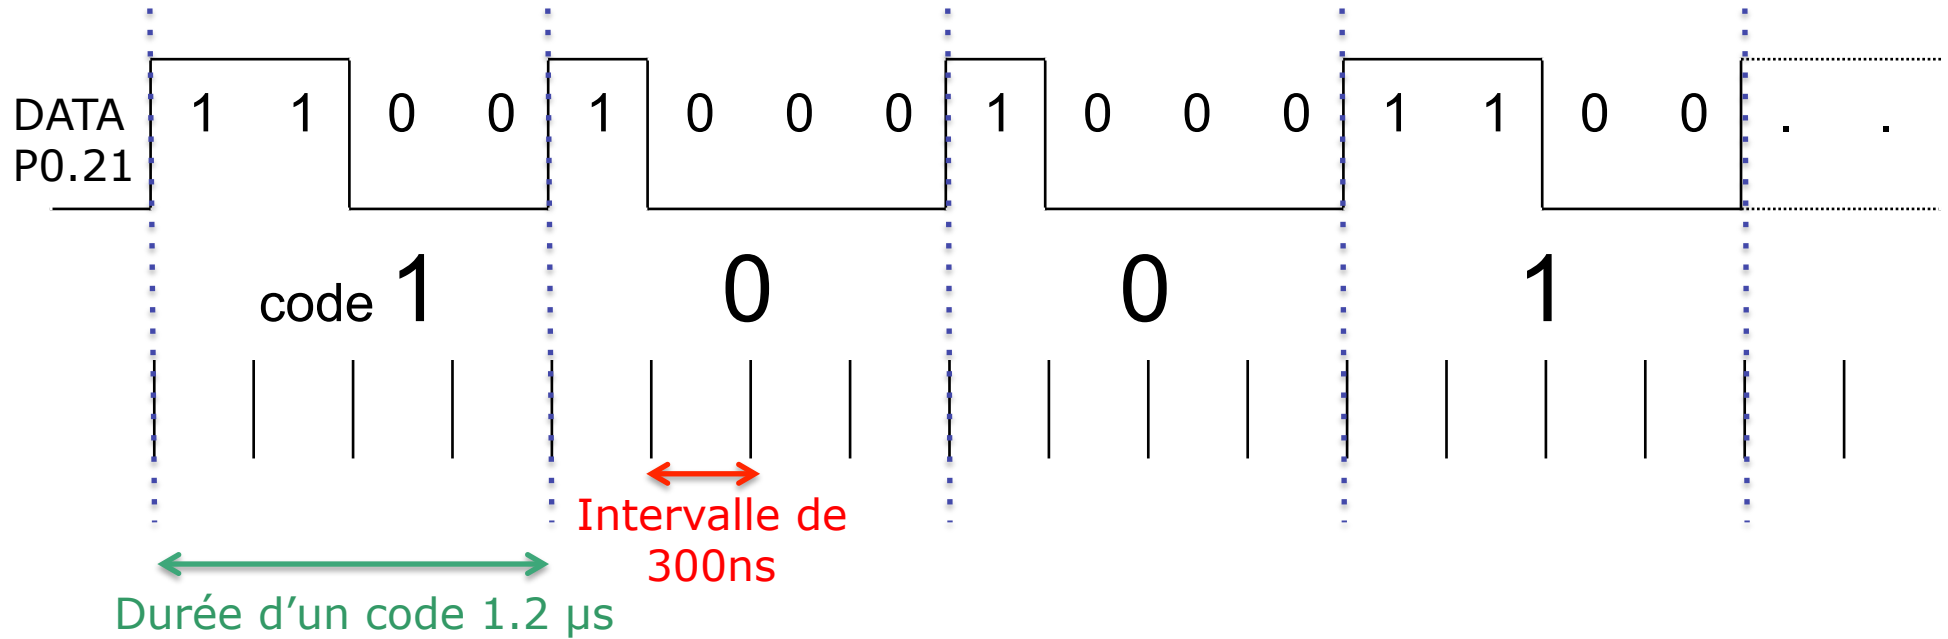 DATA
P0.21
1 1 0 0 1 0 0 0 1 0 0 0 1 1 0 0 . .
code 1 0 0 1
Intervalle de
300ns
Durée d’un code 1.2 µs